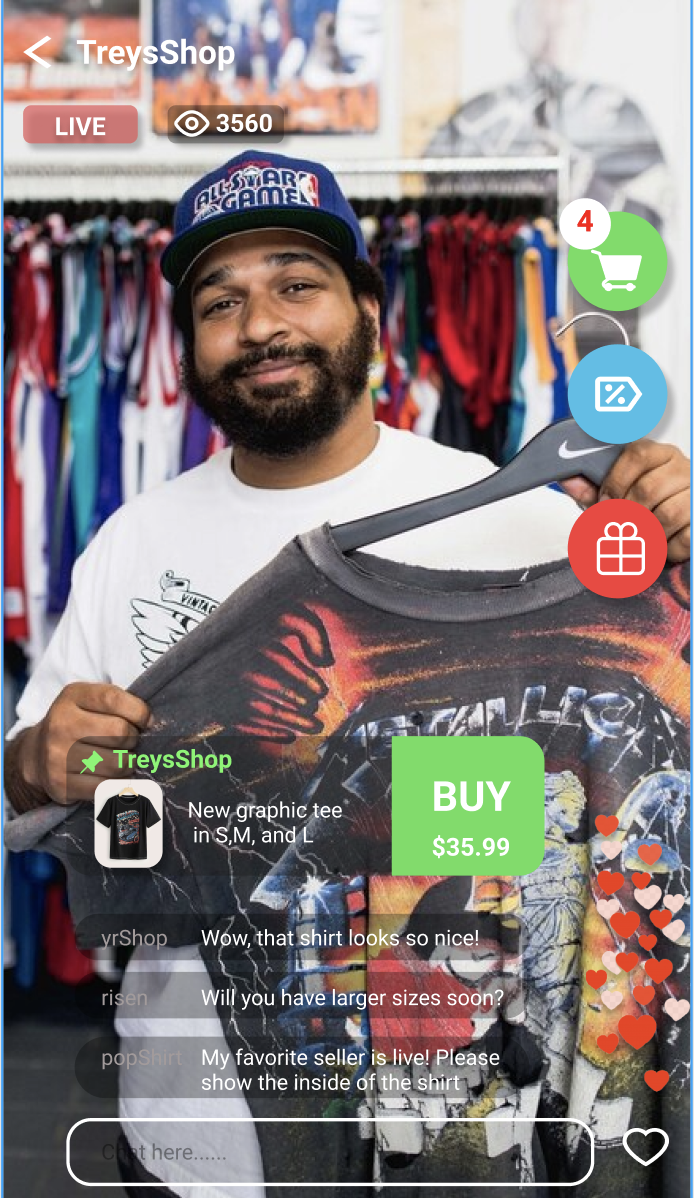 TreysShop
LIVE
3560
ALL-STAR
GAME
4
VINTAGE
METALLICA
TreysShop
New graphic tee
in S,M, and L
BUY
$35.99
yrShop Wow, that shirt looks so nice!
risen Will you have larger sizes soon?
popShirt My favorite seller is live! Please
show the inside of the shirt
Chat here......